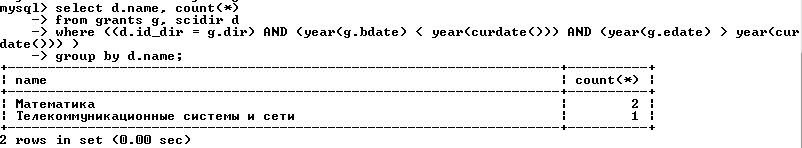 mysql> select d.name, count(*)
-> from grants g, scidir d
-> where ((d.id_dir = g.dir) AND (year(g.bdate) < year(curdate())) AND (year(g.edate) > year(cur
date())) )
-> group by d.name;
+----------------------------------------------------------------------+----------+
| name | count(*) |
+----------------------------------------------------------------------+----------+
| Математика | 2 |
| Телекоммуникационные системы и сети | 1 |
+----------------------------------------------------------------------+----------+
2 rows in set (0.00 sec)